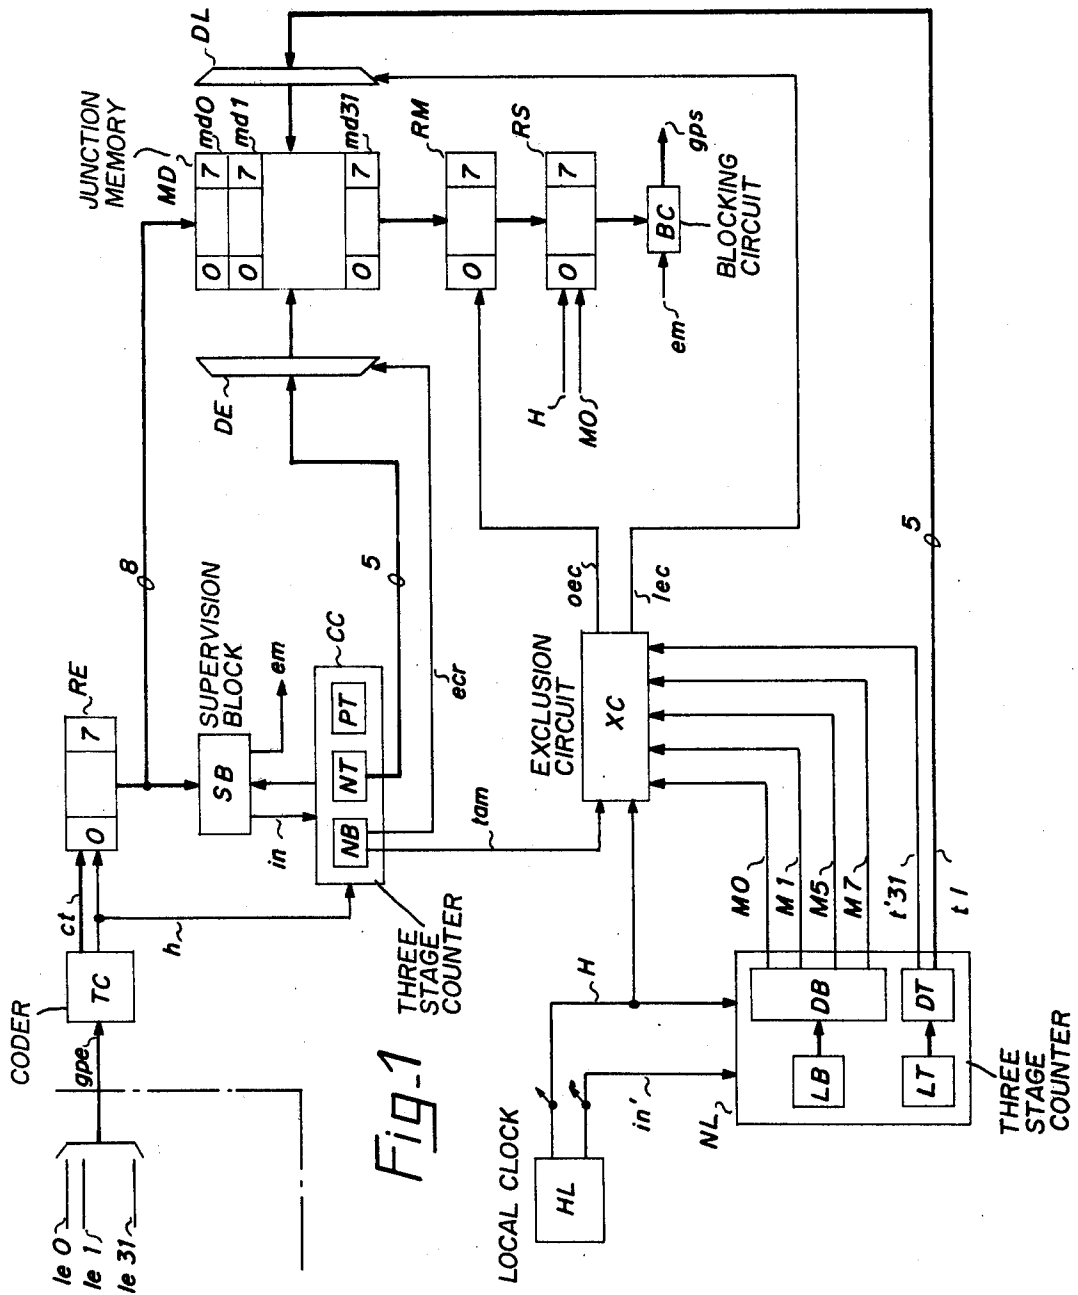 le 0
le 1
le 31
gpe
CODER
TC
ct
h
0
7
RE
8
SUPERVISION
BLOCK
SB
in
em
CC
NB
NT
PT
THREE
STAGE
COUNTER
5
ecr
tam
DE
JUNCTION
MEMORY
MD
md0
md1
md31
0
7
0
7
0
7
DL
RM
0
7
RS
0
7
H
MO
BC
em
gps
BLOCKING
CIRCUIT
Fig-1
EXCLUSION
CIRCUIT
XC
oec
lec
LOCAL CLOCK
HL
H
in'
NL
LB
DB
LT
DT
THREE
STAGE
COUNTER
MO
M1
M5
M7
t'31
t1
5